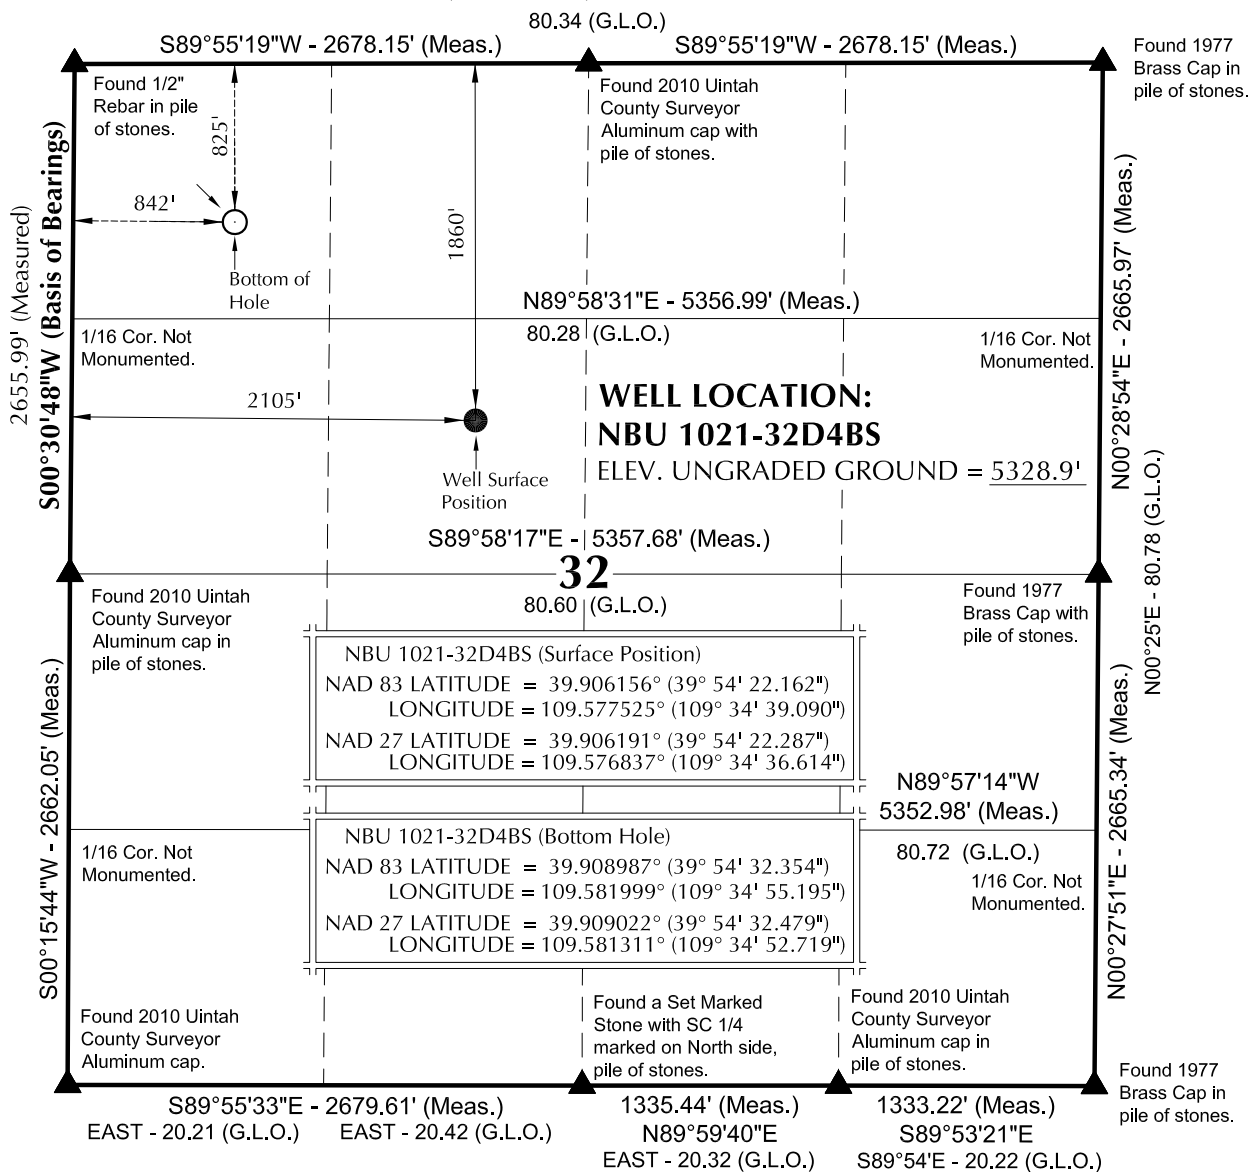 80.34 (G.L.O.)
S89°55'19"W - 2678.15' (Meas.)
S89°55'19"W - 2678.15' (Meas.)
Found 1977
Brass Cap in
pile of stones.
Found 1/2"
Rebar in pile
of stones.
Found 2010 Uintah
County Surveyor
Aluminum cap with
pile of stones.
825'
842'
1860'
Bottom of
Hole
2655.99' (Measured)
S00°30'48"W (Basis of Bearings)
N00°28'54"E - 2665.97' (Meas.)
N89°58'31"E - 5356.99' (Meas.)
80.28 (G.L.O.)
1/16 Cor. Not
Monumented.
1/16 Cor. Not
Monumented.
2105'
WELL LOCATION:
NBU 1021-32D4BS
ELEV. UNGRADED GROUND = 5328.9'
Well Surface
Position
S89°58'17"E - 5357.68' (Meas.)
32
80.60 (G.L.O.)
N00°25'E - 80.78 (G.L.O.)
Found 2010 Uintah
County Surveyor
Aluminum cap in
pile of stones.
Found 1977
Brass Cap with
pile of stones.
NBU 1021-32D4BS (Surface Position)
NAD 83 LATITUDE = 39.906156° (39° 54' 22.162")
LONGITUDE = 109.577525° (109° 34' 39.090")
NAD 27 LATITUDE = 39.906191° (39° 54' 22.287")
LONGITUDE = 109.576837° (109° 34' 36.614")
S00°15'44"W - 2662.05' (Meas.)
N00°27'51"E - 2665.34' (Meas.)
N89°57'14"W
5352.98' (Meas.)
80.72 (G.L.O.)
1/16 Cor. Not
Monumented.
1/16 Cor. Not
Monumented.
NBU 1021-32D4BS (Bottom Hole)
NAD 83 LATITUDE = 39.908987° (39° 54' 32.354")
LONGITUDE = 109.581999° (109° 34' 55.195")
NAD 27 LATITUDE = 39.909022° (39° 54' 32.479")
LONGITUDE = 109.581311° (109° 34' 52.719")
Found 2010 Uintah
County Surveyor
Aluminum cap.
Found a Set Marked
Stone with SC 1/4
marked on North side,
pile of stones.
Found 2010 Uintah
County Surveyor
Aluminum cap in
pile of stones.
Found 1977
Brass Cap in
pile of stones.
S89°55'33"E - 2679.61' (Meas.)
EAST - 20.21 (G.L.O.)
EAST - 20.42 (G.L.O.)
1335.44' (Meas.)
N89°59'40"E
EAST - 20.32 (G.L.O.)
1333.22' (Meas.)
S89°53'21"E
S89°54'E - 20.22 (G.L.O.)